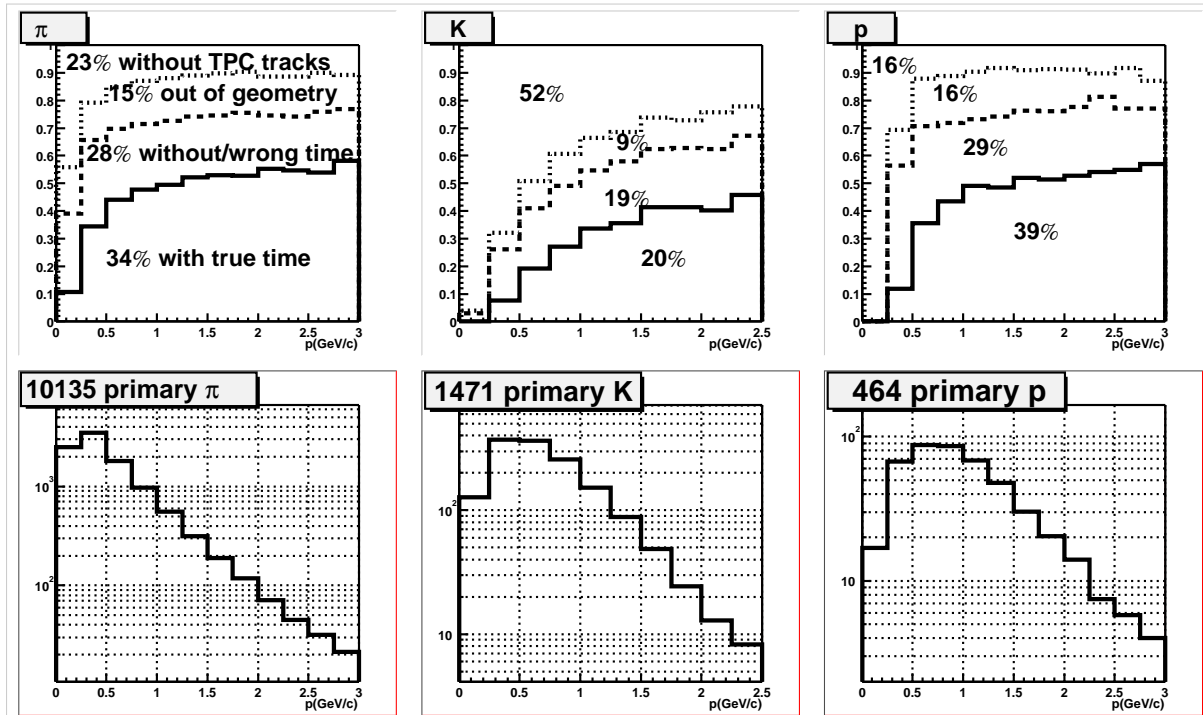 π
23% without TPC tracks
15% out of geometry
28% without/wrong time
34% with true time
0.9
0.8
0.7
0.6
0.5
0.4
0.3
0.2
0.1
0
0 0.5 1 1.5 2 2.5 3
p(GeV/c)
K
52%
9%
19%
20%
0.9
0.8
0.7
0.6
0.5
0.4
0.3
0.2
0.1
0
0 0.5 1 1.5 2 2.5
p(GeV/c)
p
16%
16%
29%
39%
0.9
0.8
0.7
0.6
0.5
0.4
0.3
0.2
0.1
0
0 0.5 1 1.5 2 2.5 3
p(GeV/c)
10135 primary π
10³
10²
0 0.5 1 1.5 2 2.5 3
p(GeV/c)
1471 primary K
10²
10
0 0.5 1 1.5 2 2.5
p(GeV/c)
464 primary p
10²
10
0 0.5 1 1.5 2 2.5 3
p(GeV/c)